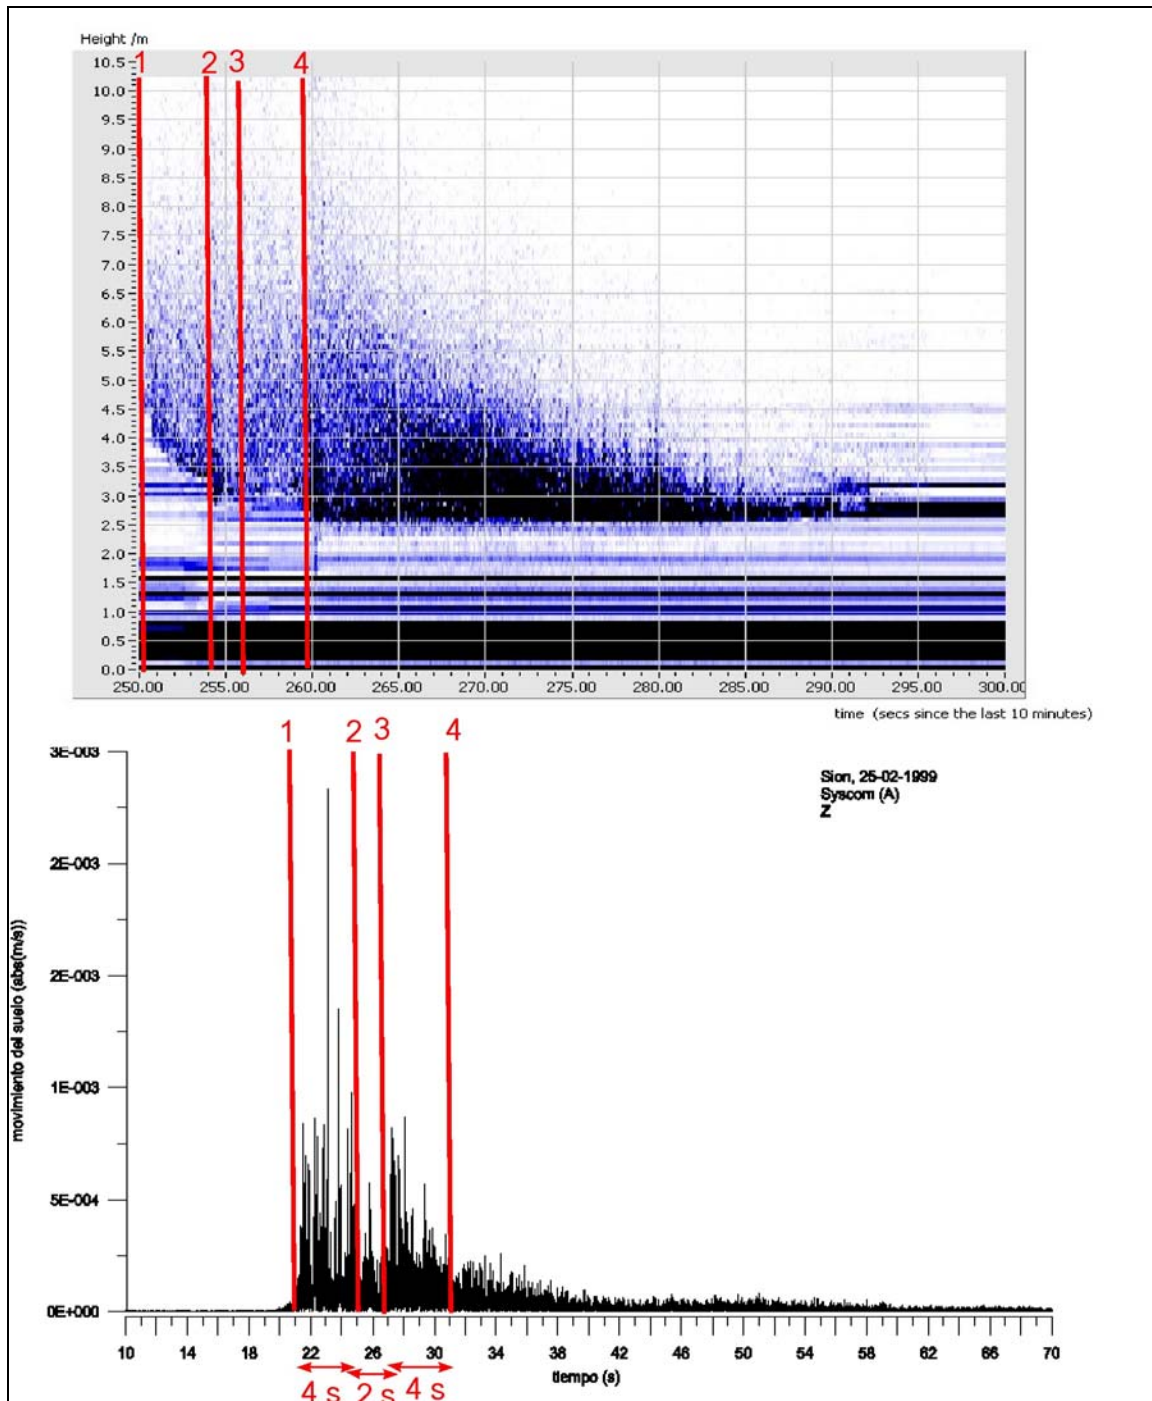 Height /m
1 2 3 4
10.5
10.0
9.5
9.0
8.5
8.0
7.5
7.0
6.5
6.0
5.5
5.0
4.5
4.0
3.5
3.0
2.5
2.0
1.5
1.0
0.5
0.0
250.00 255.00 260.00 265.00 270.00 275.00 280.00 285.00 290.00 295.00 300.00
time (secs since the last 10 minutes)
1 2 3 4
3E-003
Sion, 25-02-1999
Syscom (A)
Z
2E-003
2E-003
1E-003
5E-004
0E+000
movimiento del suelo (abs(m/s))
10 14 18 22 26 30 34 38 42 46 50 54 58 62 66 70
tiempo (s)
4 s 2 s 4 s